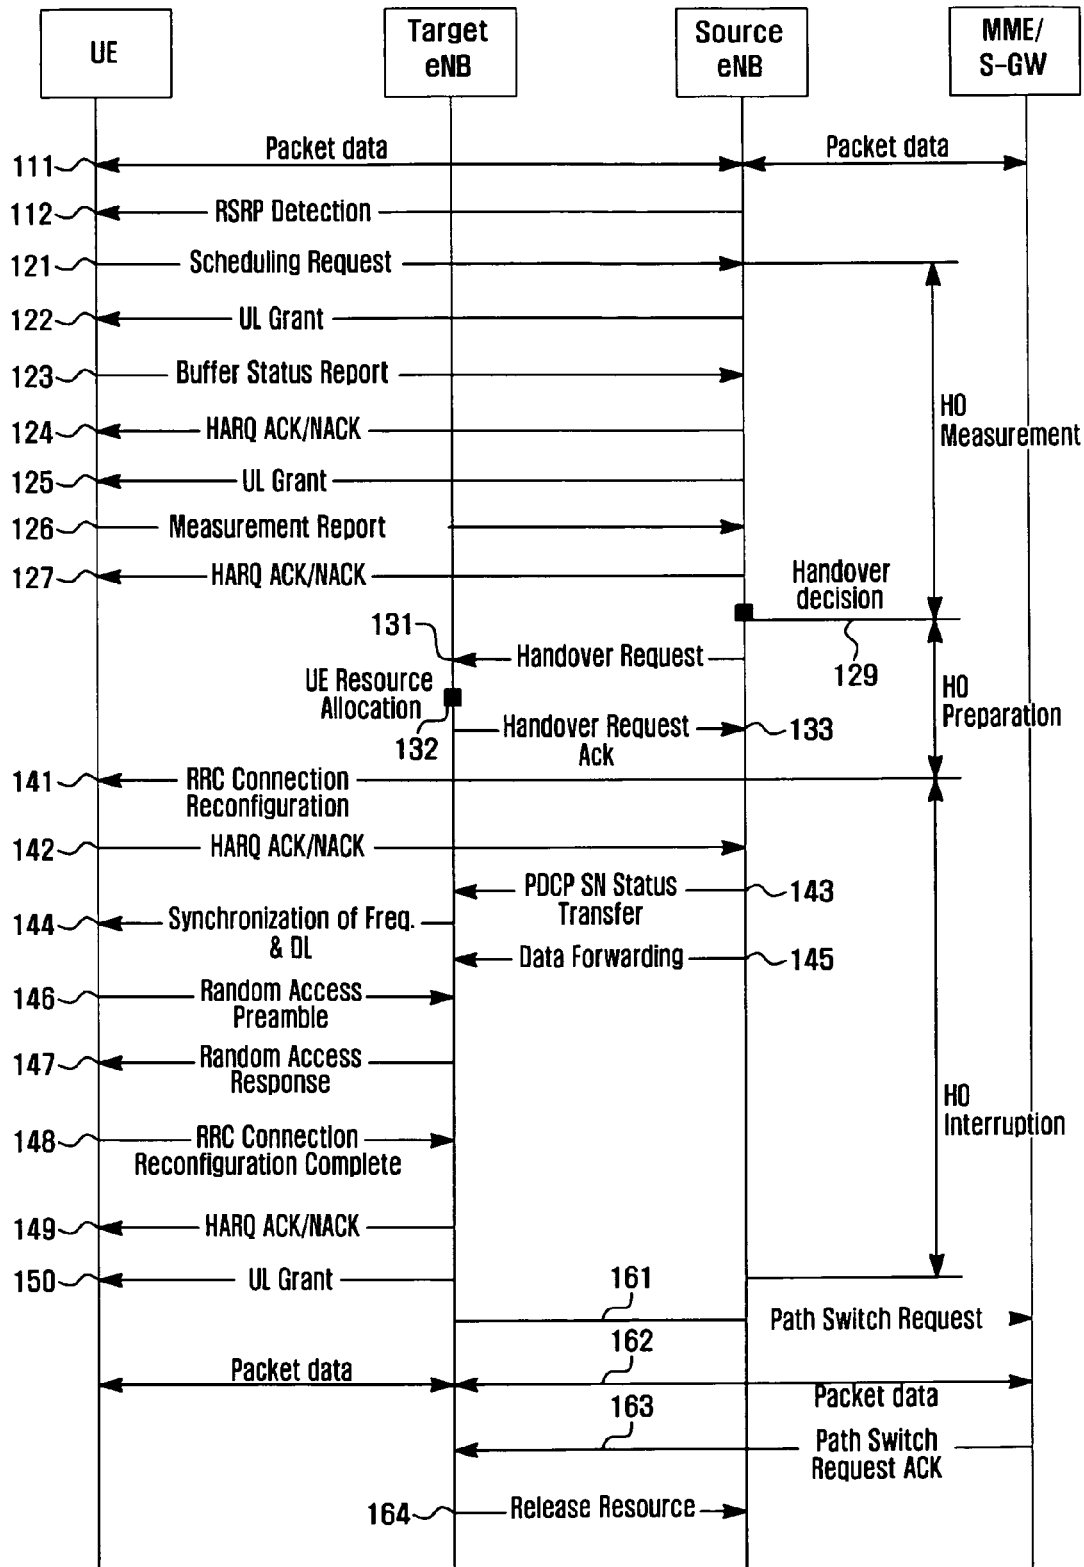 UE
Target
eNB
Source
eNB
MME/
S-GW
111
Packet data
Packet data
112
RSRP Detection
121
Scheduling Request
122
UL Grant
123
Buffer Status Report
124
HARQ ACK/NACK
HO
Measurement
125
UL Grant
126
Measurement Report
127
HARQ ACK/NACK
Handover
decision
129
131
Handover Request
UE Resource
Allocation
132
Handover Request
Ack
133
HO
Preparation
141
RRC Connection
Reconfiguration
142
HARQ ACK/NACK
PDCP SN Status
Transfer
143
144
Synchronization of Freq.
& DL
Data Forwarding
145
146
Random Access
Preamble
147
Random Access
Response
HO
Interruption
148
RRC Connection
Reconfiguration Complete
149
HARQ ACK/NACK
150
UL Grant
161
Path Switch Request
162
Packet data
Packet data
163
Path Switch
Request ACK
164
Release Resource